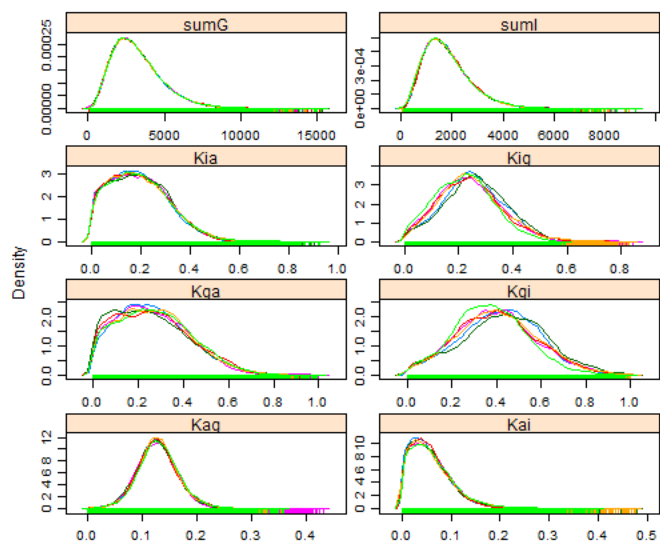 sumG
sumI
0.00000 0.00025
0e+00 3e-04
0 5000 10000 15000
0 2000 4000 6000 8000
Kia
Kig
0 1 2 3
0 1 2 3
0.0 0.2 0.4 0.6 0.8 1.0
0.0 0.2 0.4 0.6 0.8
Density
Kga
Kgi
0.0 1.0 2.0
0.0 1.0 2.0
0.0 0.2 0.4 0.6 0.8 1.0
0.0 0.2 0.4 0.6 0.8 1.0
Kag
Kai
0 2 4 6 8 12
0 2 4 6 8 10
0.0 0.1 0.2 0.3 0.4
0.0 0.1 0.2 0.3 0.4 0.5